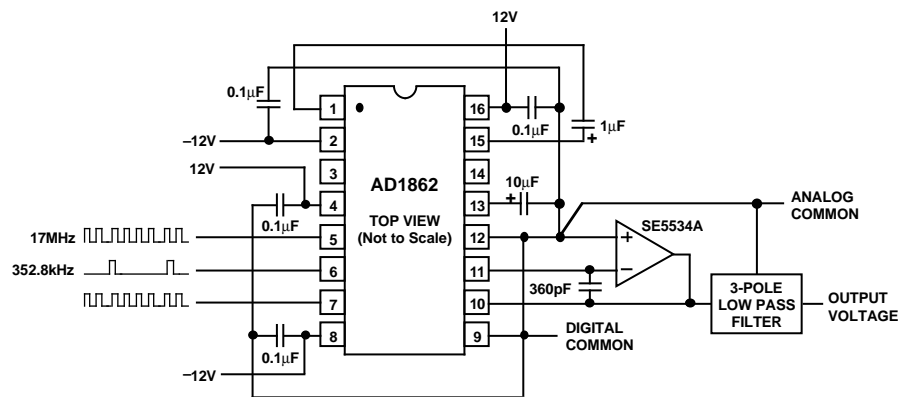 12V
0.1µF
1
16
0.1µF
1µF
+
–12V
2
15
12V
3
14
AD1862
10µF
+
4
13
0.1µF
TOP VIEW
(Not to Scale)
ANALOG
COMMON
SE5534A
17MHz
5
12
+
352.8kHz
6
11
–
360pF
7
10
3-POLE
LOW PASS
FILTER
OUTPUT
VOLTAGE
0.1µF
8
9
DIGITAL
COMMON
–12V